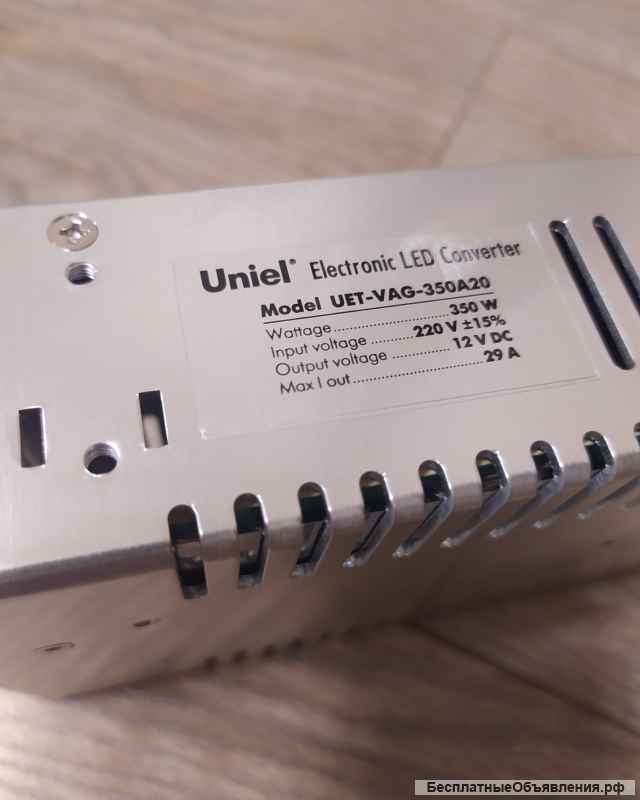 Uniel® Electronic LED Converter
Model UET-VAG-350A20
Wattage..............................350 W
Input voltage ...........220 V ±15%
Output voltage ...............12 V DC
Max I out..................................29 A
БесплатныеОбъявления.рф